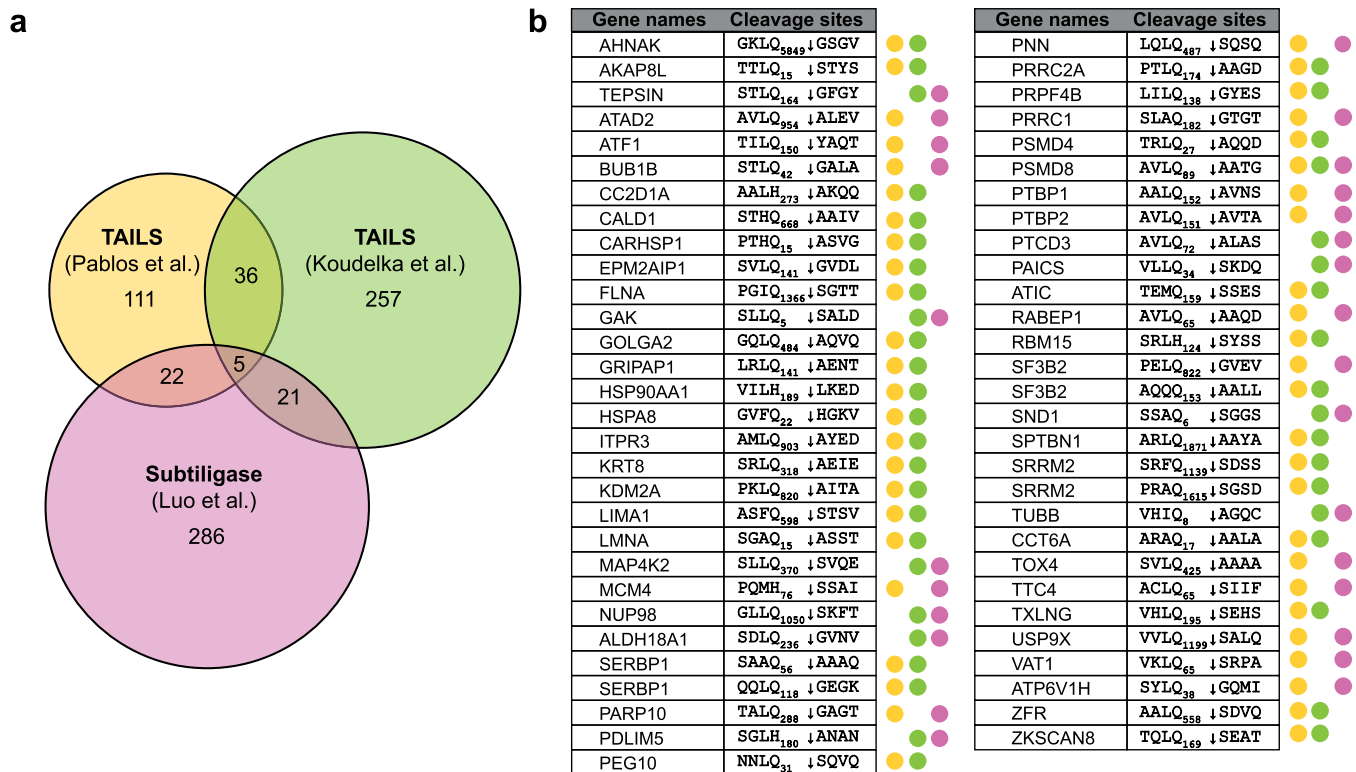 a
TAILS
(Pablos et al.)
111
36
TAILS
(Koudelka et al.)
257
22
5
21
Subtiligase
(Luo et al.)
286
b
Gene names Cleavage sites
AHNAK GKLQ5849↓GSGV
AKAP8L TTLQ15 ↓STYS
TEPSIN STLQ164 ↓GFGY
ATAD2 AVLQ954 ↓ALEV
ATF1 TILQ150 ↓YAQT
BUB1B STLQ42 ↓GALA
CC2D1A AALH273 ↓AKQQ
CALD1 STHQ668 ↓AAIV
CARHSP1 PTHQ15 ↓ASVG
EPM2AIP1 SVLQ141 ↓GVDL
FLNA PGIQ1366↓SGTT
GAK SLLQ5 ↓SALD
GOLGA2 GQLQ484 ↓AQVQ
GRIPAP1 LRLQ141 ↓AENT
HSP90AA1 VILH189 ↓LKED
HSPA8 GVFQ22 ↓HGKV
ITPR3 AMLQ903 ↓AYED
KRT8 SRLQ318 ↓AEIE
KDM2A PKLQ820 ↓AITA
LIMA1 ASFQ598 ↓STSV
LMNA SGAQ15 ↓ASST
MAP4K2 SLLQ370 ↓SVQE
MCM4 PQMH76 ↓SSAI
NUP98 GLLQ1050↓SKFT
ALDH18A1 SDLQ236 ↓GVNV
SERBP1 SAAQ56 ↓AAAQ
SERBP1 QQLQ118 ↓GEGK
PARP10 TALQ288 ↓GAGT
PDLIM5 SGLH180 ↓ANAN
PEG10 NNLQ31 ↓SQVQ
Gene names Cleavage sites
PNN LQLQ487 ↓SQSQ
PRRC2A PTLQ174 ↓AAGD
PRPF4B LILQ138 ↓GYES
PRRC1 SLAQ182 ↓GTGT
PSMD4 TRLQ27 ↓AQQD
PSMD8 AVLQ89 ↓AATG
PTBP1 AALQ152 ↓AVNS
PTBP2 AVLQ151 ↓AVTA
PTCD3 AVLQ72 ↓ALAS
PAICS VLLQ34 ↓SKDQ
ATIC TEMQ159 ↓SSES
RABEP1 AVLQ65 ↓AAQD
RBM15 SRLH124 ↓SYSS
SF3B2 PELQ822 ↓GVEV
SF3B2 AQQQ153 ↓AALL
SND1 SSAQ6 ↓SGGS
SPTBN1 ARLQ1871↓AAYA
SRRM2 SRFQ1139↓SDSS
SRRM2 PRAQ1615↓SGSD
TUBB VHIQ8 ↓AGQC
CCT6A ARAQ17 ↓AALA
TOX4 SVLQ425 ↓AAAA
TTC4 ACLQ65 ↓SIIF
TXLNG VHLQ195 ↓SEHS
USP9X VVLQ1199↓SALQ
VAT1 VKLQ65 ↓SRPA
ATP6V1H SYLQ38 ↓GQMI
ZFR AALQ558 ↓SDVQ
ZKSCAN8 TQLQ169 ↓SEAT